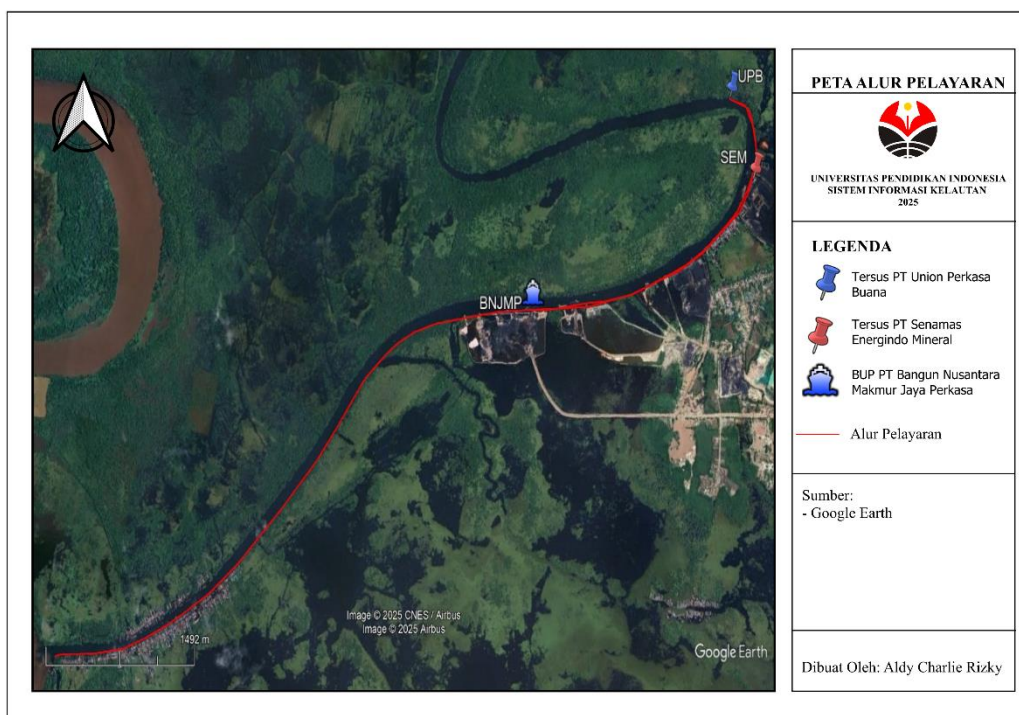 UPB
SEM
BNJMP
1492 m
Image © 2025 CNES / Airbus
Image © 2025 Airbus
Google Earth
PETA ALUR PELAYARAN
UNIVERSITAS PENDIDIKAN INDONESIA
SISTEM INFORMASI KELAUTAN
2025
LEGENDA
Tersus PT Union Perkasa
Buana
Tersus PT Senamas
Energindo Mineral
BUP PT Bangun Nusantara
Makmur Jaya Perkasa
Alur Pelayaran
Sumber:
- Google Earth
Dibuat Oleh: Aldy Charlie Rizky